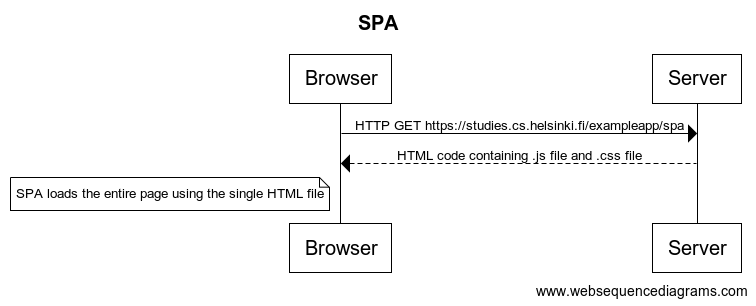 SPA
Browser
Server
HTTP GET https://studies.cs.helsinki.fi/exampleapp/spa
HTML code containing .js file and .css file
SPA loads the entire page using the single HTML file
Browser
Server
www.websequencediagrams.com